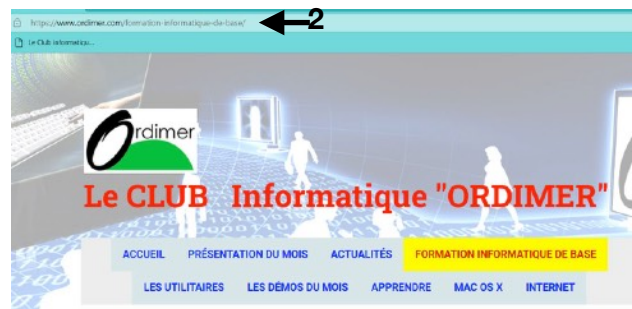 https://www.ordimer.com/formation-informatique-de-base/ 2
Le Club informatiqu...
Ordimer
Le CLUB Informatique "ORDIMER"
ACCUEIL PRÉSENTATION DU MOIS ACTUALITÉS FORMATION INFORMATIQUE DE BASE
LES UTILITAIRES LES DÉMOS DU MOIS APPRENDRE MAC OS X INTERNET